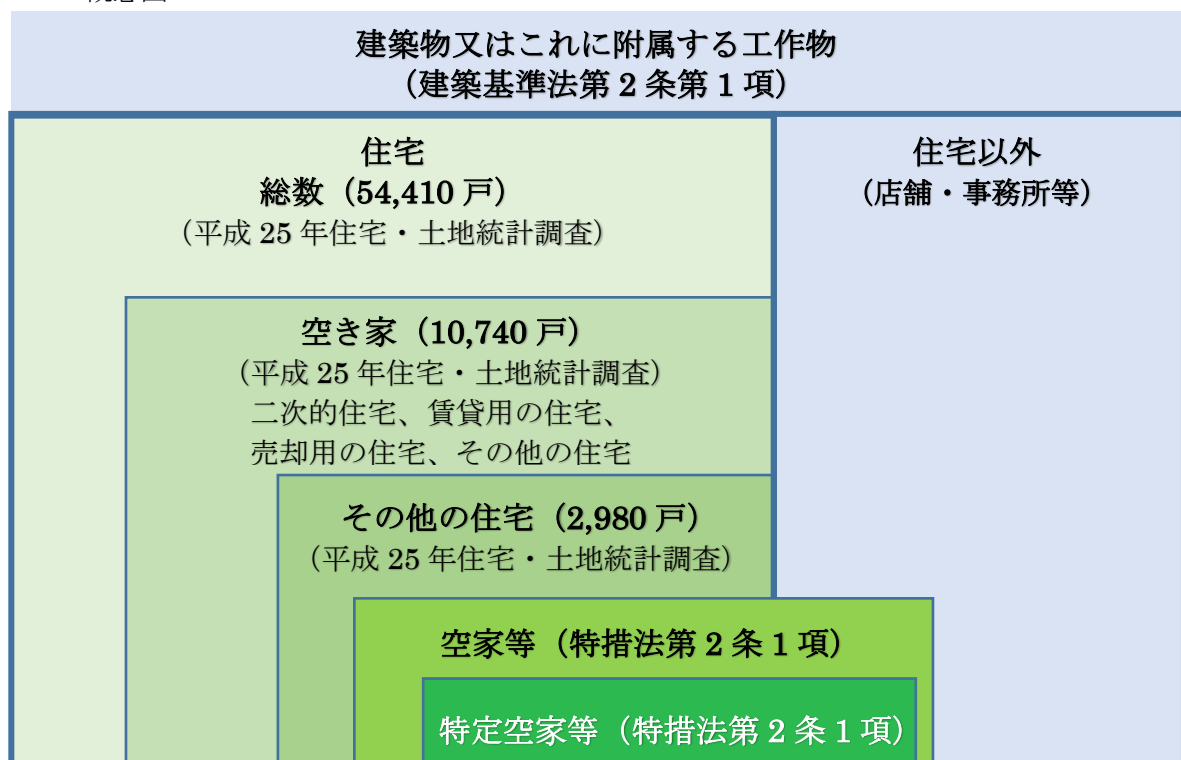 建築物又はこれに附属する工作物
（建築基準法第 2 条第 1 項）
住宅
総数（54,410 戸）
（平成 25 年住宅・土地統計調査）
住宅以外
（店舗・事務所等）
空き家（10,740 戸）
（平成 25 年住宅・土地統計調査）
二次的住宅、賃貸用の住宅、
売却用の住宅、その他の住宅
その他の住宅（2,980 戸）
（平成 25 年住宅・土地統計調査）
空家等（特措法第 2 条 1 項）
特定空家等（特措法第 2 条 1 項）